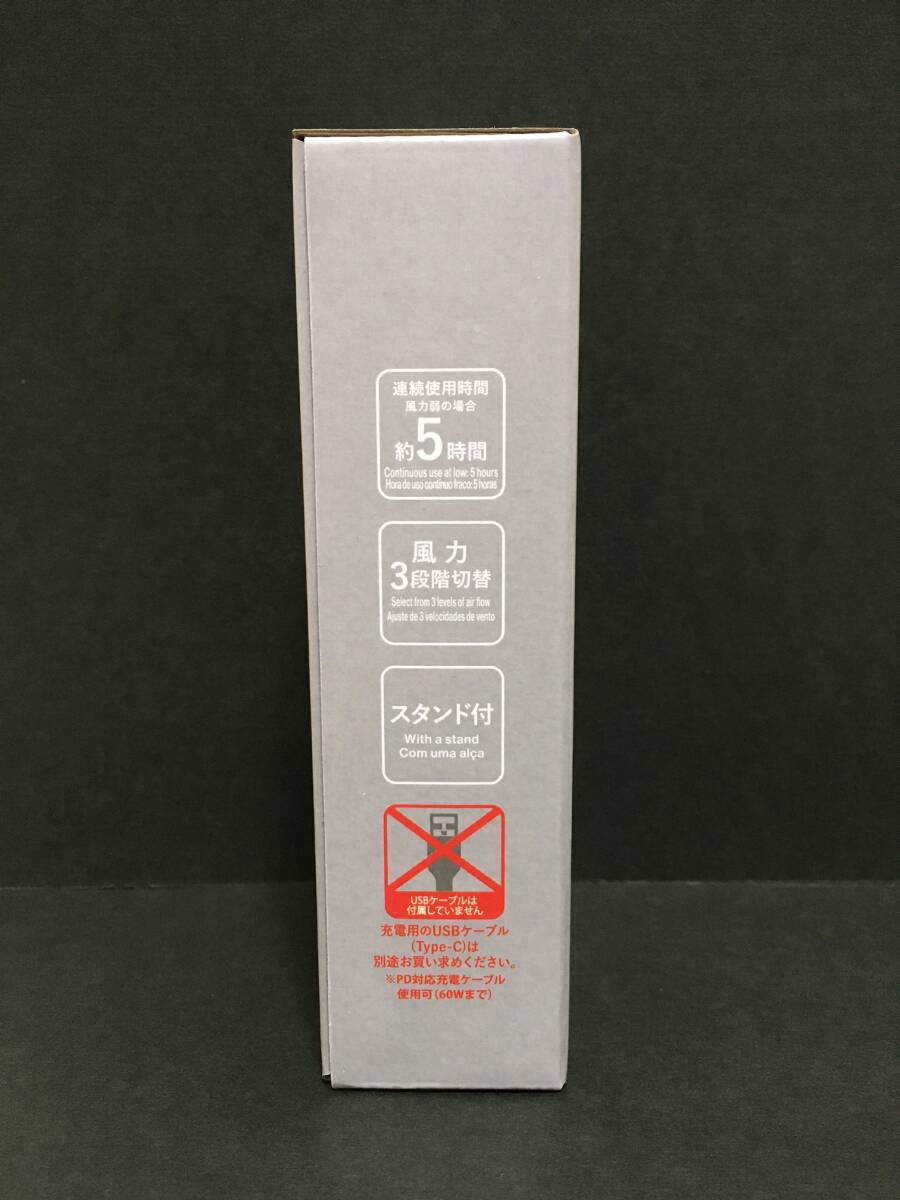 連続使用時間
風力弱の場合
約5時間
Continuous use at low: 5 hours
Hora de uso contínuo fraco: 5 horas
風力
3段階切替
Select from 3 levels of air flow
Ajuste de 3 velocidades de vento
スタンド付
With a stand
Com uma alça
USBケーブルは
付属していません
充電用のUSBケーブル
(Type-C)は
別途お買い求めください。
※PD対応充電ケーブル
使用可(60Wまで)